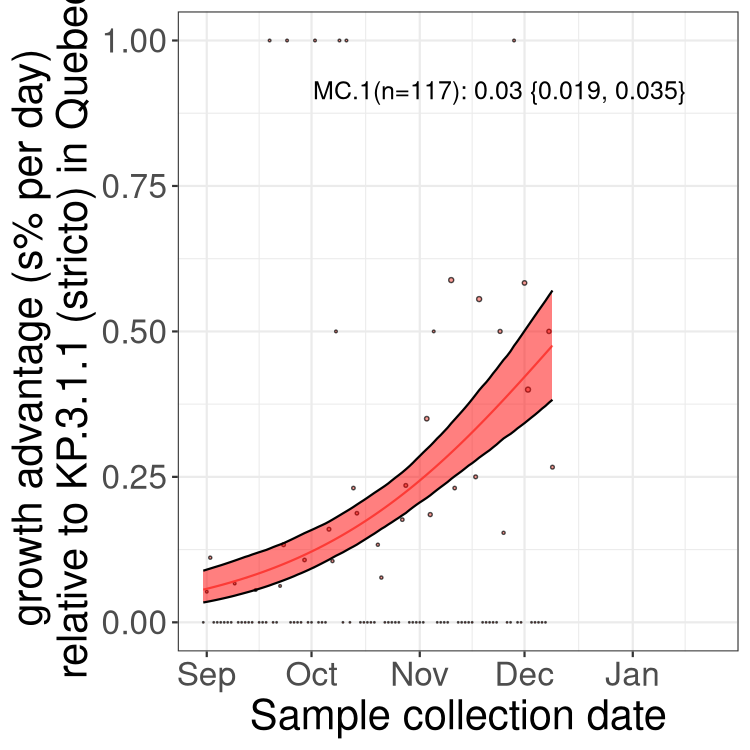 growth advantage (s% per day)
relative to KP.3.1.1 (stricto) in Quebec
1.00
0.75
0.50
0.25
0.00
MC.1(n=117): 0.03 {0.019, 0.035}
Sep Oct Nov Dec Jan
Sample collection date